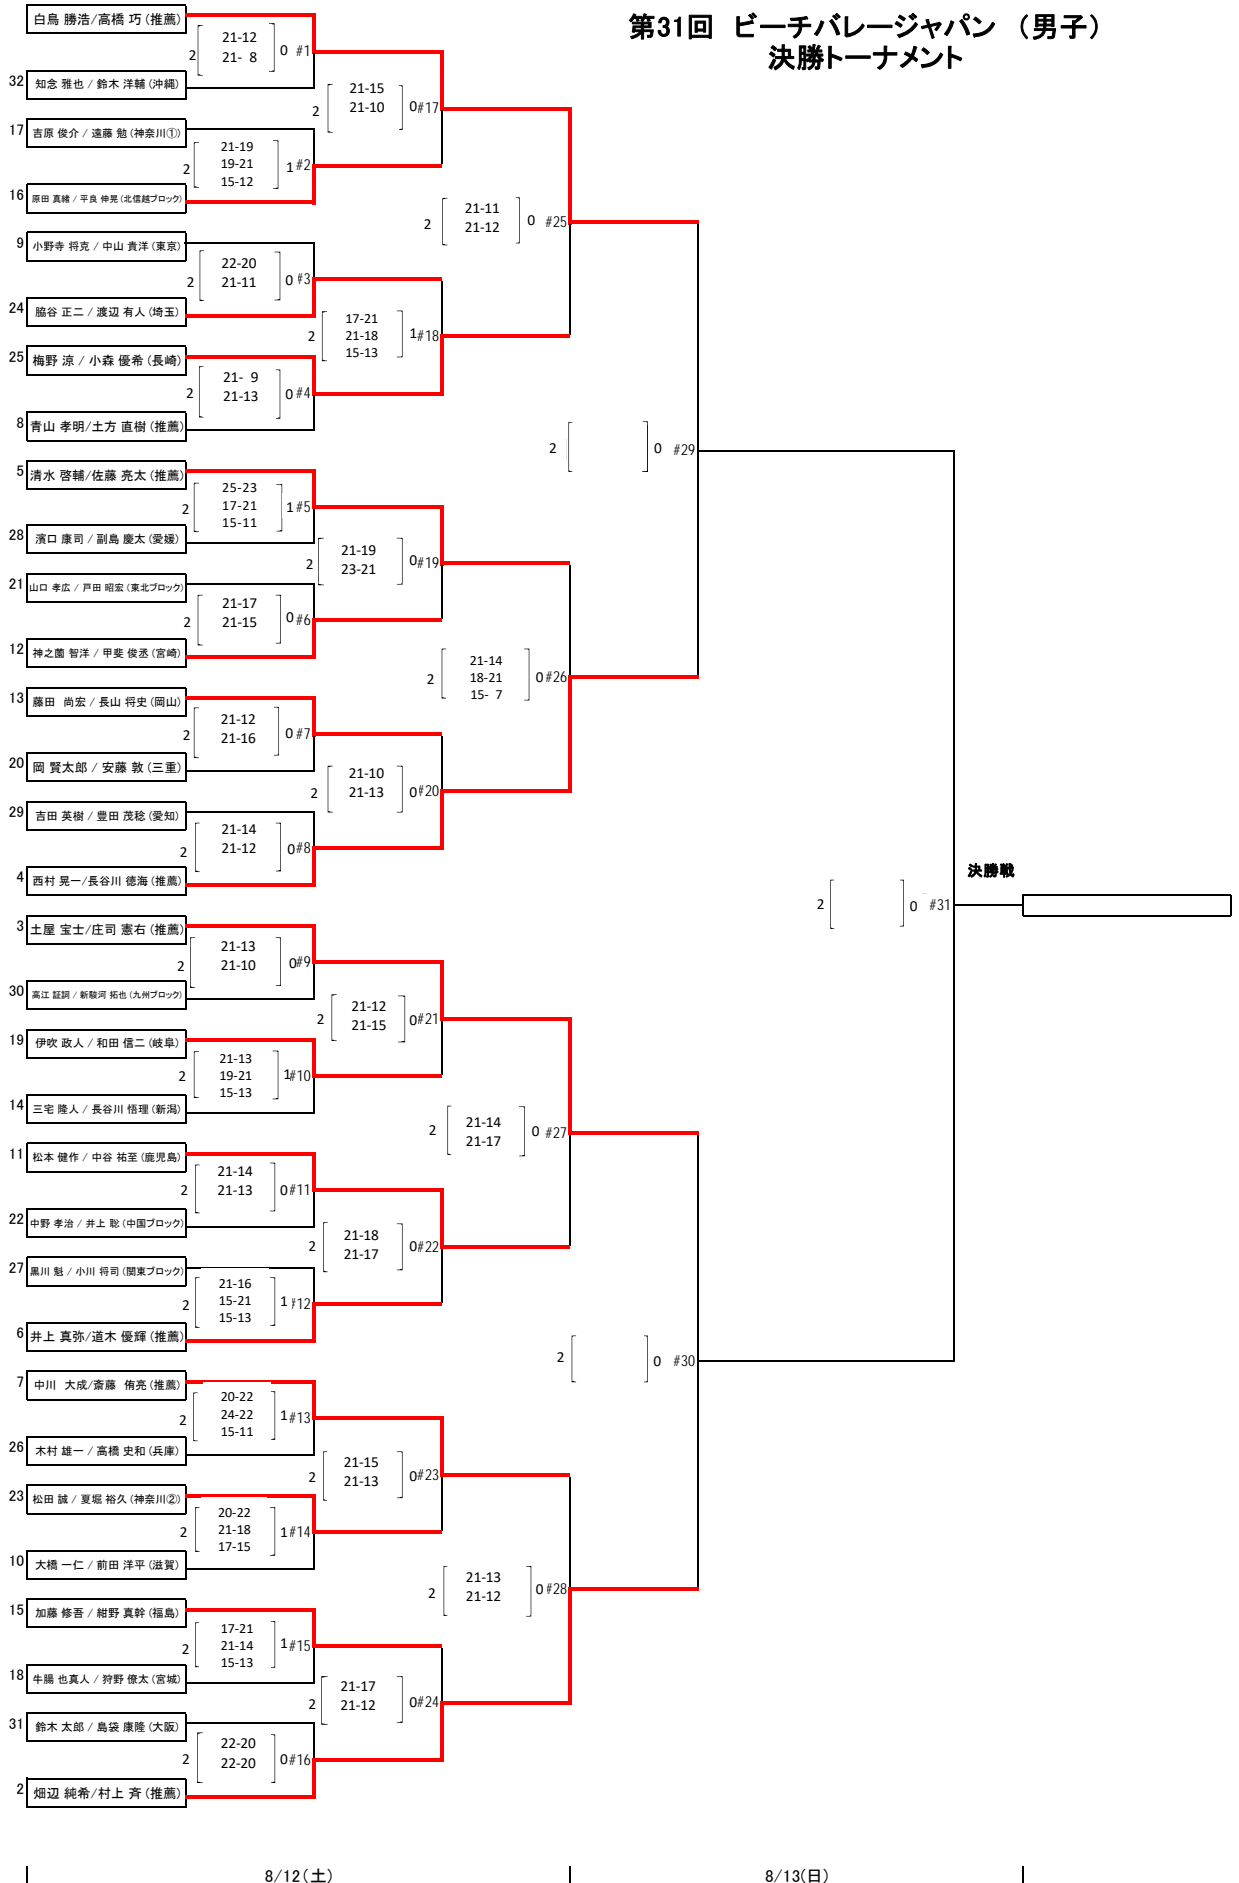 第31回 ビーチバレージャパン （男子）
決勝トーナメント
白鳥 勝浩/高橋 巧 (推薦)
2 21-12 0 #1
21- 8
32 知念 雅也 / 鈴木 洋輔 (沖縄)
2 21-15 0 #17
21-10
17 吉原 俊介 / 遠藤 勉 (神奈川①)
2 21-19 1 #2
19-21
15-12
16 原田 真緒 / 平良 伸晃 (北信越ブロック)
2 21-11 0 #25
21-12
9 小野寺 将克 / 中山 貴洋 (東京)
2 22-20 0 #3
21-11
24 脇谷 正二 / 渡辺 有人 (埼玉)
2 17-21 1 #18
21-18
15-13
25 梅野 涼 / 小森 優希 (長崎)
2 21- 9 0 #4
21-13
8 青山 孝明/土方 直樹 (推薦)
2 0 #29
5 清水 啓輔/佐藤 亮太 (推薦)
2 25-23 1 #5
17-21
15-11
28 濱口 康司 / 副島 慶太 (愛媛)
2 21-19 0 #19
23-21
21 山口 孝広 / 戸田 昭宏 (東北ブロック)
2 21-17 0 #6
21-15
12 神之薗 智洋 / 甲斐 俊丞 (宮崎)
2 21-14 0 #26
18-21
15- 7
13 藤田 尚宏 / 長山 将史 (岡山)
2 21-12 0 #7
21-16
20 岡 賢太郎 / 安藤 敦 (三重)
2 21-10 0 #20
21-13
29 吉田 英樹 / 豊田 茂稔 (愛知)
2 21-14 0 #8
21-12
4 西村 晃一/長谷川 徳海 (推薦)
決勝戦
2 0 #31
3 土屋 宝士/庄司 憲右 (推薦)
2 21-13 0 #9
21-10
30 高江 証詞 / 新駿河 拓也 (九州ブロック)
2 21-12 0 #21
21-15
19 伊吹 政人 / 和田 信二 (岐阜)
2 21-13 1 #10
19-21
15-13
14 三宅 隆人 / 長谷川 悟理 (新潟)
2 21-14 0 #27
21-17
11 松本 健作 / 中谷 祐至 (鹿児島)
2 21-14 0 #11
21-13
22 中野 孝治 / 井上 聡 (中国ブロック)
2 21-18 0 #22
21-17
27 黒川 魁 / 小川 将司 (関東ブロック)
2 21-16 1 #12
15-21
15-13
6 井上 真弥/道木 優輝 (推薦)
2 0 #30
7 中川 大成/斎藤 侑亮 (推薦)
2 20-22 1 #13
24-22
15-11
26 木村 雄一 / 高橋 史和 (兵庫)
2 21-15 0 #23
21-13
23 松田 誠 / 夏堀 裕久 (神奈川②)
2 20-22 1 #14
21-18
17-15
10 大橋 一仁 / 前田 洋平 (滋賀)
2 21-13 0 #28
21-12
15 加藤 修吾 / 紺野 真幹 (福島)
2 17-21 1 #15
21-14
15-13
18 牛腸 也真人 / 狩野 僚太 (宮城)
2 21-17 0 #24
21-12
31 鈴木 太郎 / 島袋 康隆 (大阪)
2 22-20 0 #16
22-20
2 畑辺 純希/村上 斉 (推薦)
8/12(土) 8/13(日)